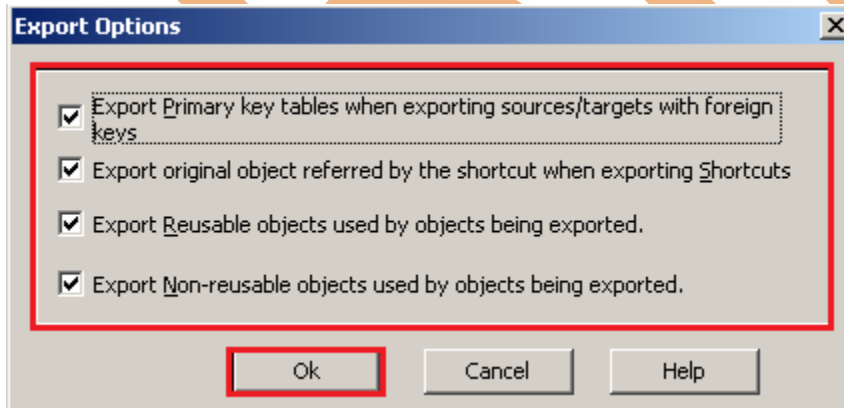 Export Options
Export Primary key tables when exporting sources/targets with foreign
keys
Export original object referred by the shortcut when exporting Shortcuts
Export Reusable objects used by objects being exported.
Export Non-reusable objects used by objects being exported.
Ok Cancel Help